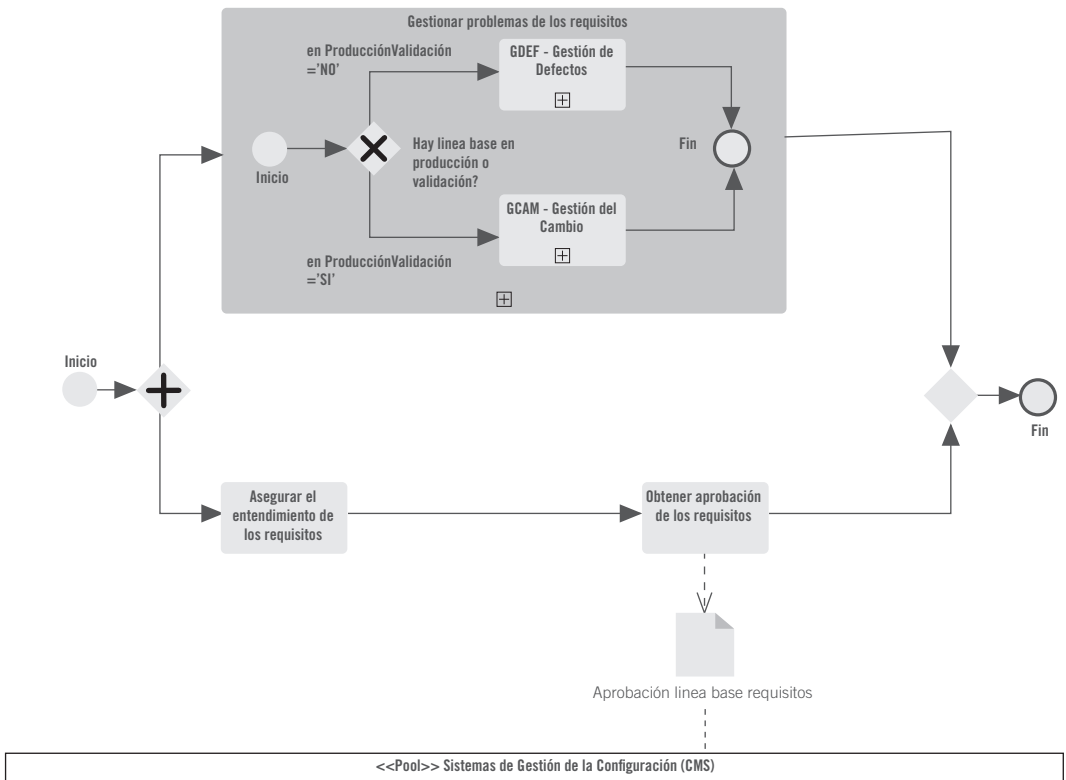 Gestionar problemas de los requisitos
en ProducciónValidación
='NO'
GDEF - Gestión de
Defectos
Hay linea base en
producción o
validación?
Inicio
Fin
GCAM - Gestión del
Cambio
en ProducciónValidación
='SI'
Inicio
Fin
Asegurar el
entendimiento de
los requisitos
Obtener aprobación
de los requisitos
Aprobación linea base requisitos
<<Pool>> Sistemas de Gestión de la Configuración (CMS)